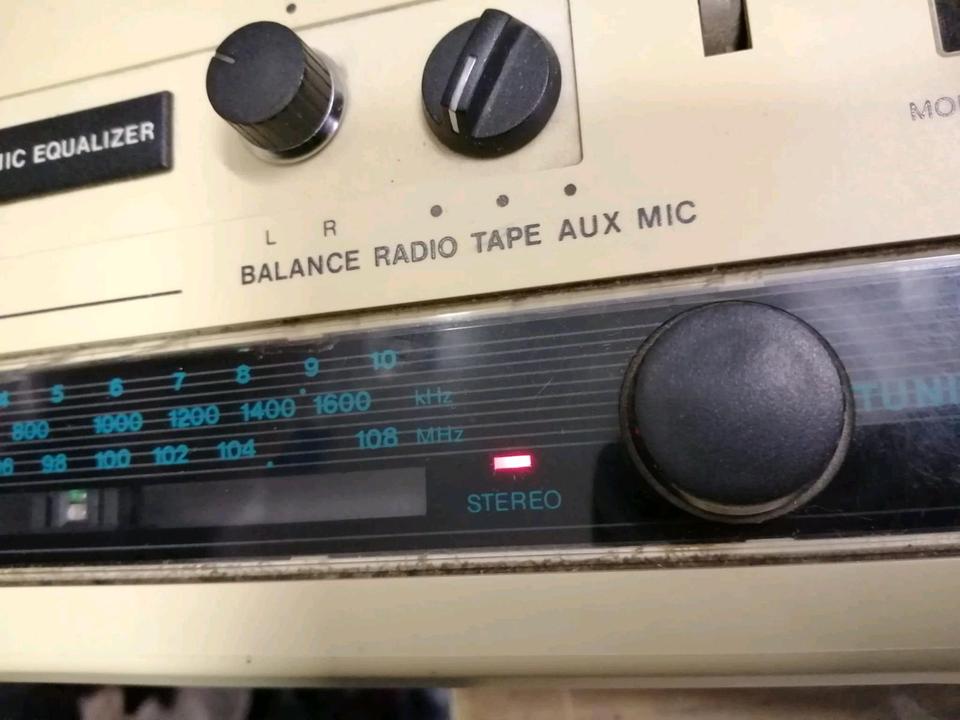 EQUALIZER
L R
BALANCE RADIO TAPE AUX MIC
4 5 6 7 8 9 10
800 1000 1200 1400 1600 kHz
98 100 102 104 108 MHz
STEREO